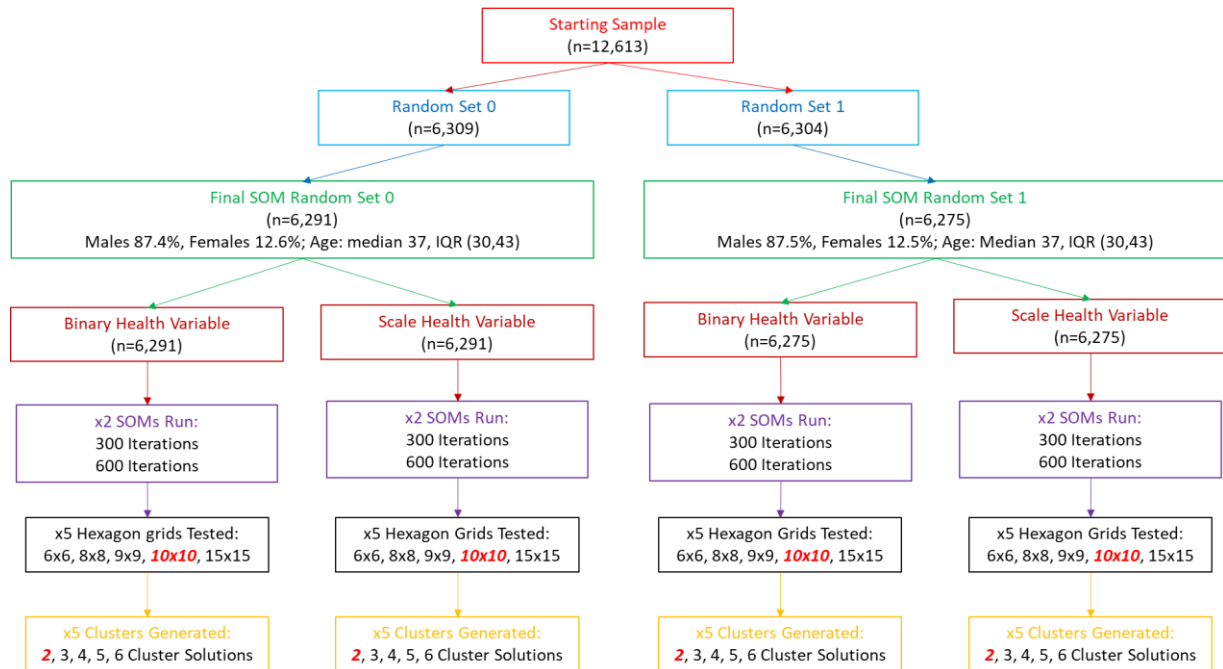 Starting Sample
(n=12,613)
Random Set 0
(n=6,309)
Random Set 1
(n=6,304)
Final SOM Random Set 0
(n=6,291)
Males 87.4%, Females 12.6%; Age: median 37, IQR (30,43)
Final SOM Random Set 1
(n=6,275)
Males 87.5%, Females 12.5%; Age: Median 37, IQR (30,43)
Binary Health Variable
(n=6,291)
Scale Health Variable
(n=6,291)
Binary Health Variable
(n=6,275)
Scale Health Variable
(n=6,275)
x2 SOMs Run:
300 Iterations
600 Iterations
x2 SOMs Run:
300 Iterations
600 Iterations
x2 SOMs Run:
300 Iterations
600 Iterations
x2 SOMs Run:
300 Iterations
600 Iterations
x5 Hexagon grids Tested:
6x6, 8x8, 9x9, 10x10, 15x15
x5 Hexagon Grids Tested:
6x6, 8x8, 9x9, 10x10, 15x15
x5 Hexagon Grids Tested:
6x6, 8x8, 9x9, 10x10, 15x15
x5 Hexagon Grids Tested:
6x6, 8x8, 9x9, 10x10, 15x15
x5 Clusters Generated:
2, 3, 4, 5, 6 Cluster Solutions
x5 Clusters Generated:
2, 3, 4, 5, 6 Cluster Solutions
x5 Clusters Generated:
2, 3, 4, 5, 6 Cluster Solutions
x5 Clusters Generated:
2, 3, 4, 5, 6 Cluster Solutions